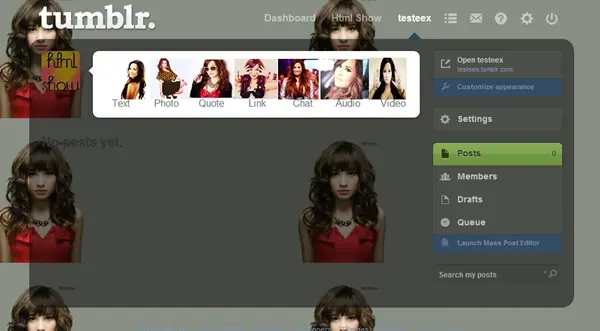 tumblr.
Dashboard Html Show testeex
html show
Text Photo Quote Link Chat Audio Video
No posts yet.
Open testeex
testeex.tumblr.com
Customize appearance
Settings
Posts 0
Members
Drafts
Queue
Launch Mass Post Editor
Search my posts